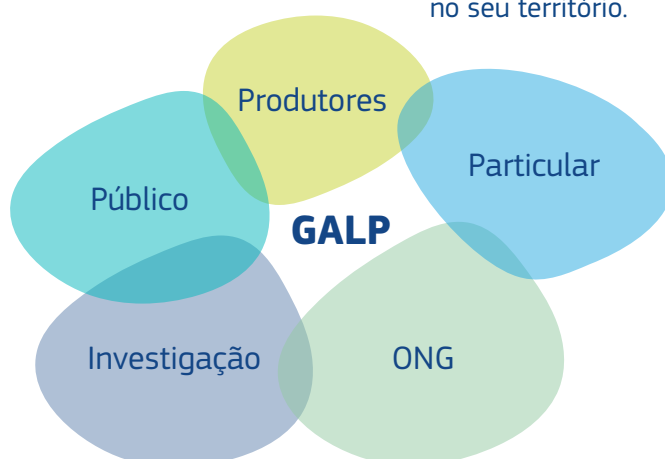 no seu território.
Produtores
Particular
Público
GALP
Investigação
ONG